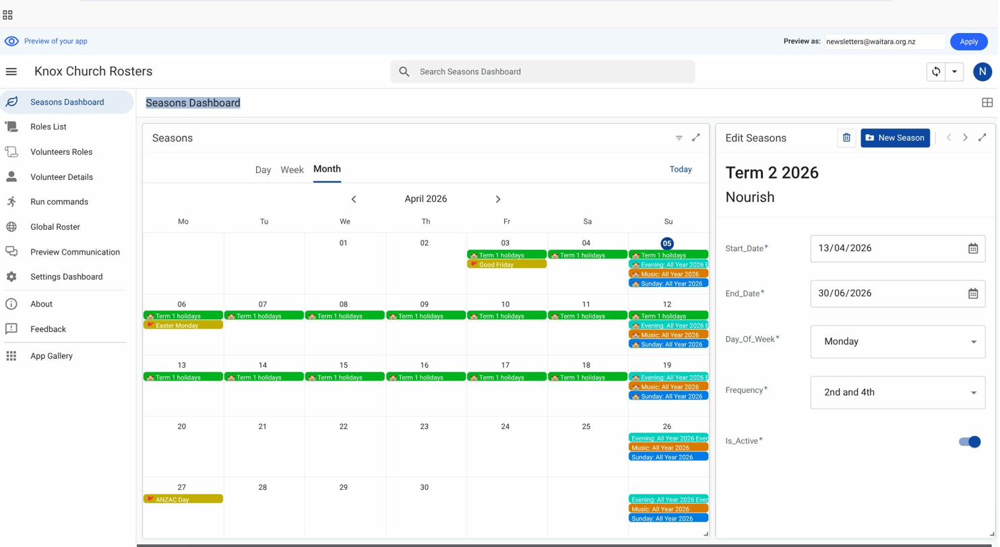 Preview of your app
Preview as: newsletters@waitara.org.nz Apply
Knox Church Rosters
Search Seasons Dashboard
N
Seasons Dashboard
Roles List
Volunteers Roles
Volunteer Details
Run commands
Global Roster
Preview Communication
Settings Dashboard
About
Feedback
App Gallery
Seasons Dashboard
Seasons
Day Week Month Today
April 2026
Mo Tu We Th Fr Sa Su
01 02 03 04 05
Term 1 holidays Term 1 holidays Term 1 holidays
Good Friday Evening: All Year 2026 E
Music: All Year 2026
Sunday: All Year 2026
06 07 08 09 10 11 12
Term 1 holidays Term 1 holidays Term 1 holidays Term 1 holidays Term 1 holidays Term 1 holidays Term 1 holidays
Easter Monday Evening: All Year 2026 E
Music: All Year 2026
Sunday: All Year 2026
13 14 15 16 17 18 19
Term 1 holidays Term 1 holidays Term 1 holidays Term 1 holidays Term 1 holidays Term 1 holidays Evening: All Year 2026 E
Music: All Year 2026
Sunday: All Year 2026
20 21 22 23 24 25 26
Evening: All Year 2026 Ever
Music: All Year 2026
Sunday: All Year 2026
27 28 29 30
ANZAC Day Evening: All Year 2026 Ever
Music: All Year 2026
Sunday: All Year 2026
Edit Seasons New Season
Term 2 2026
Nourish
Start_Date* 13/04/2026
End_Date* 30/06/2026
Day_Of_Week* Monday
Frequency* 2nd and 4th
Is_Active*